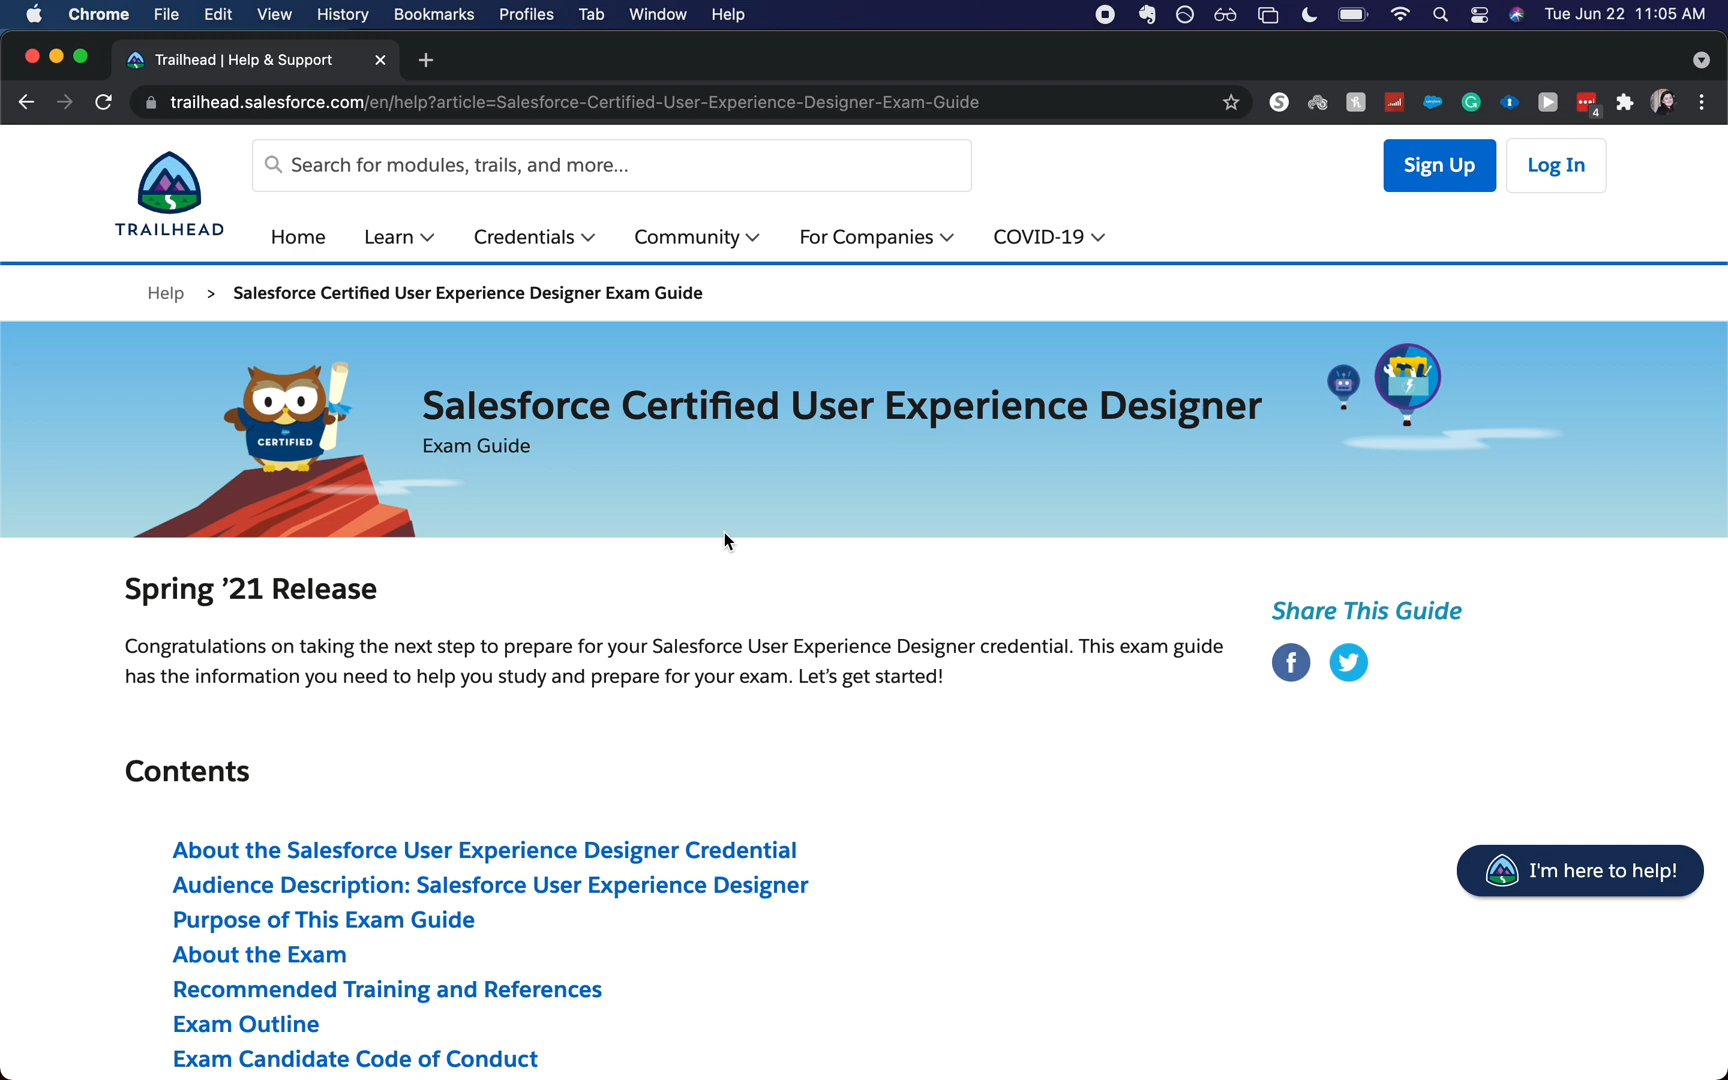 Chrome File Edit View History Bookmarks Profiles Tab Window Help Tue Jun 22 11:05 AM
Trailhead | Help & Support
trailhead.salesforce.com/en/help?article=Salesforce-Certified-User-Experience-Designer-Exam-Guide
4
Search for modules, trails, and more...
Sign Up Log In
TRAILHEAD
Home Learn Credentials Community For Companies COVID-19
Help > Salesforce Certified User Experience Designer Exam Guide
Salesforce Certified User Experience Designer
Exam Guide
CERTIFIED
Spring ’21 Release
Share This Guide
Congratulations on taking the next step to prepare for your Salesforce User Experience Designer credential. This exam guide
has the information you need to help you study and prepare for your exam. Let’s get started!
Contents
About the Salesforce User Experience Designer Credential
Audience Description: Salesforce User Experience Designer
Purpose of This Exam Guide
About the Exam
Recommended Training and References
Exam Outline
Exam Candidate Code of Conduct
I'm here to help!